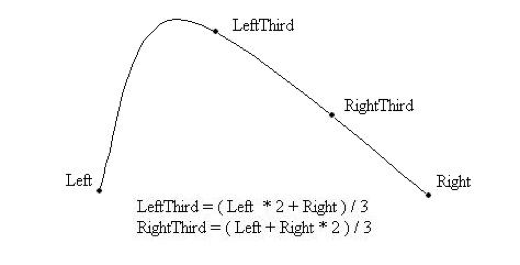 LeftThird
RightThird
Left
Right
LeftThird = ( Left * 2 + Right ) / 3
RightThird = ( Left + Right * 2 ) / 3